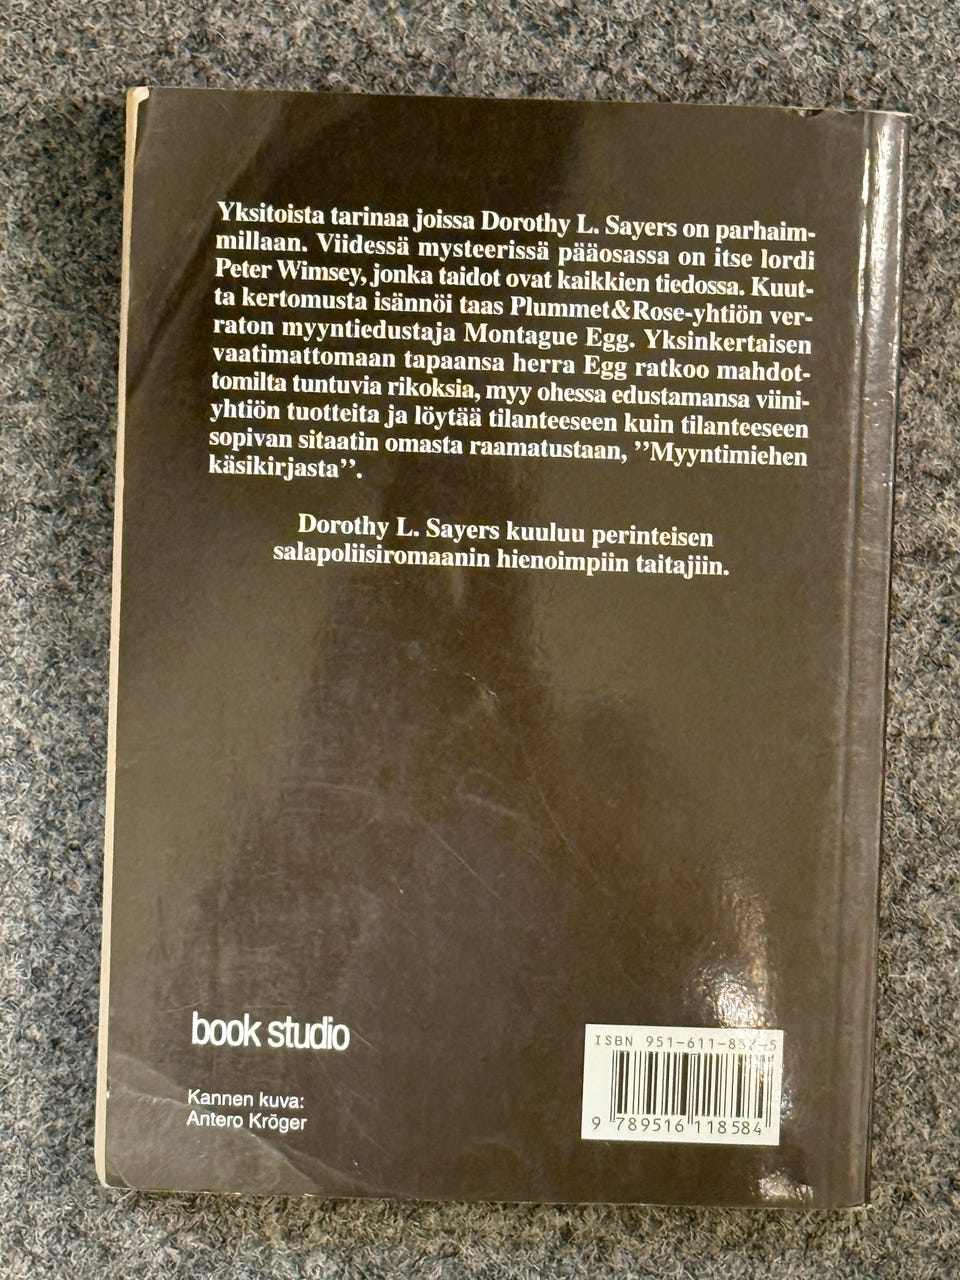 Yksitoista tarinaa joissa Dorothy L. Sayers on parhaim-
millaan. Viidessä mysteerissä pääosassa on itse lordi
Peter Wimsey, jonka taidot ovat kaikkien tiedossa. Kuut-
ta kertomusta isännöi taas Plummet&Rose-yhtiön ver-
raton myyntiedustaja Montague Egg. Yksinkertaisen
vaatimattomaan tapaansa herra Egg ratkoo mahdot-
tomilta tuntuvia rikoksia, myy ohessa edustamansa viini-
yhtiön tuotteita ja löytää tilanteeseen kuin tilanteeseen
sopivan sitaatin omasta raamatustaan, ”Myyntimiehen
käsikirjasta”.
Dorothy L. Sayers kuuluu perinteisen
salapoliisiromaanin hienoimpiin taitajiin.
book studio
Kannen kuva:
Antero Kröger
ISBN
9 789516 118584